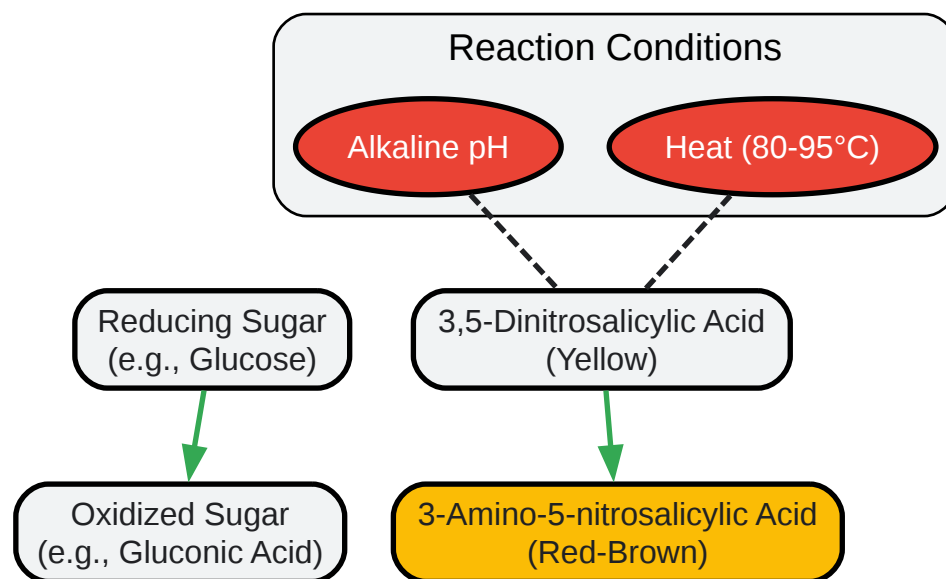 Reaction Conditions
Alkaline pH
Heat (80-95°C)
Reducing Sugar
(e.g., Glucose)
3,5-Dinitrosalicylic Acid
(Yellow)
Oxidized Sugar
(e.g., Gluconic Acid)
3-Amino-5-nitrosalicylic Acid
(Red-Brown)